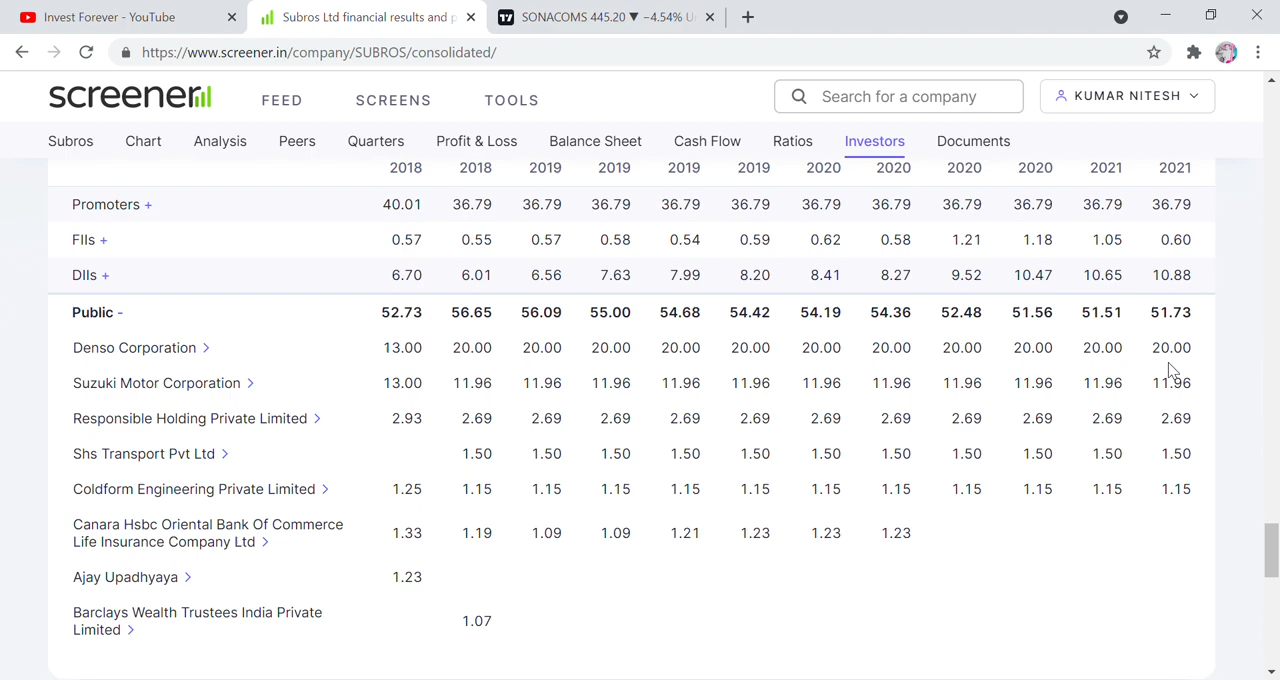 Invest Forever - YouTube
Subros Ltd financial results and p
SONACOMS 445.20 ▼ −4.54% U
https://www.screener.in/company/SUBROS/consolidated/
screener
FEED SCREENS TOOLS
Search for a company
KUMAR NITESH
Subros Chart Analysis Peers Quarters Profit & Loss Balance Sheet Cash Flow Ratios Investors Documents
2018 2018 2019 2019 2019 2019 2020 2020 2020 2020 2021 2021
Promoters + 40.01 36.79 36.79 36.79 36.79 36.79 36.79 36.79 36.79 36.79 36.79 36.79
FIIs + 0.57 0.55 0.57 0.58 0.54 0.59 0.62 0.58 1.21 1.18 1.05 0.60
DIIs + 6.70 6.01 6.56 7.63 7.99 8.20 8.41 8.27 9.52 10.47 10.65 10.88
Public - 52.73 56.65 56.09 55.00 54.68 54.42 54.19 54.36 52.48 51.56 51.51 51.73
Denso Corporation > 13.00 20.00 20.00 20.00 20.00 20.00 20.00 20.00 20.00 20.00 20.00 20.00
Suzuki Motor Corporation > 13.00 11.96 11.96 11.96 11.96 11.96 11.96 11.96 11.96 11.96 11.96 11.96
Responsible Holding Private Limited > 2.93 2.69 2.69 2.69 2.69 2.69 2.69 2.69 2.69 2.69 2.69 2.69
Shs Transport Pvt Ltd > 1.50 1.50 1.50 1.50 1.50 1.50 1.50 1.50 1.50 1.50 1.50
Coldform Engineering Private Limited > 1.25 1.15 1.15 1.15 1.15 1.15 1.15 1.15 1.15 1.15 1.15 1.15
Canara Hsbc Oriental Bank Of Commerce
Life Insurance Company Ltd > 1.33 1.19 1.09 1.09 1.21 1.23 1.23 1.23
Ajay Upadhyaya > 1.23
Barclays Wealth Trustees India Private
Limited > 1.07